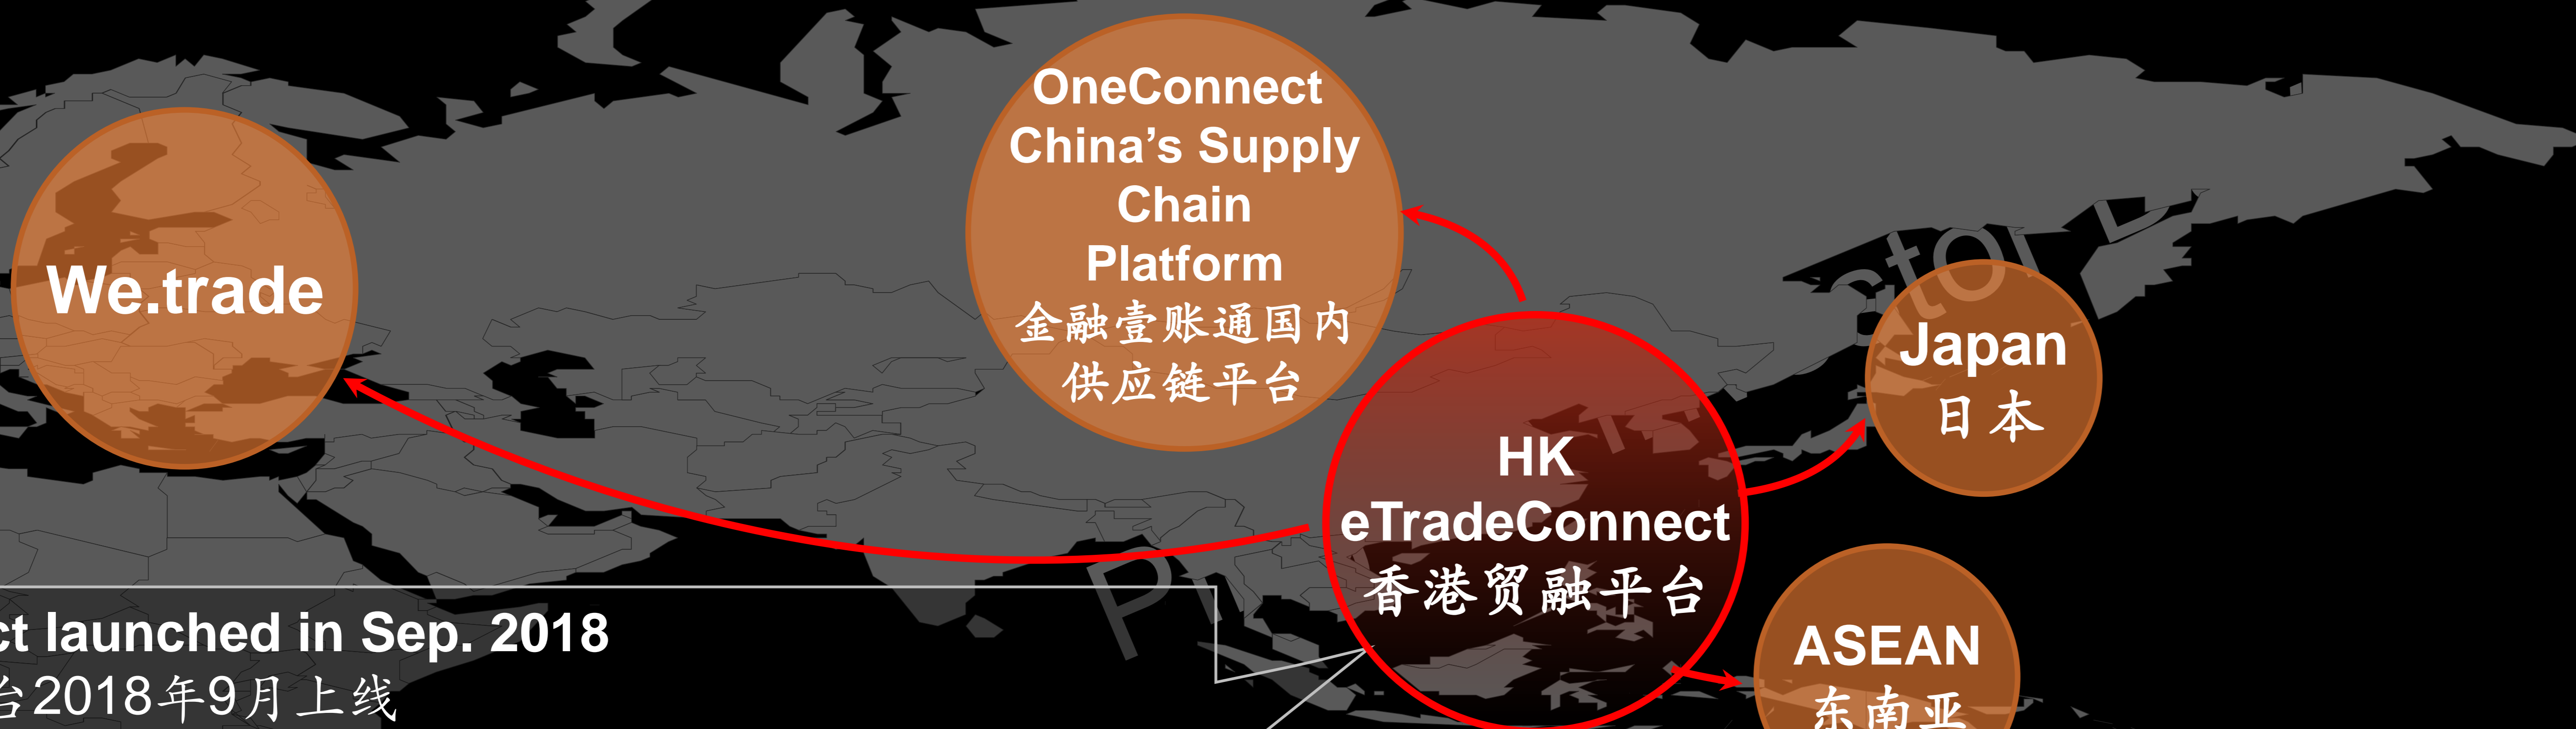 We.trade
OneConnect
China’s Supply
Chain
Platform
金融壹账通国内
供应链平台
Japan
日本
HK
eTradeConnect
香港贸融平台
ASEAN
东南亚
ct launched in Sep. 2018
台2018年9月上线